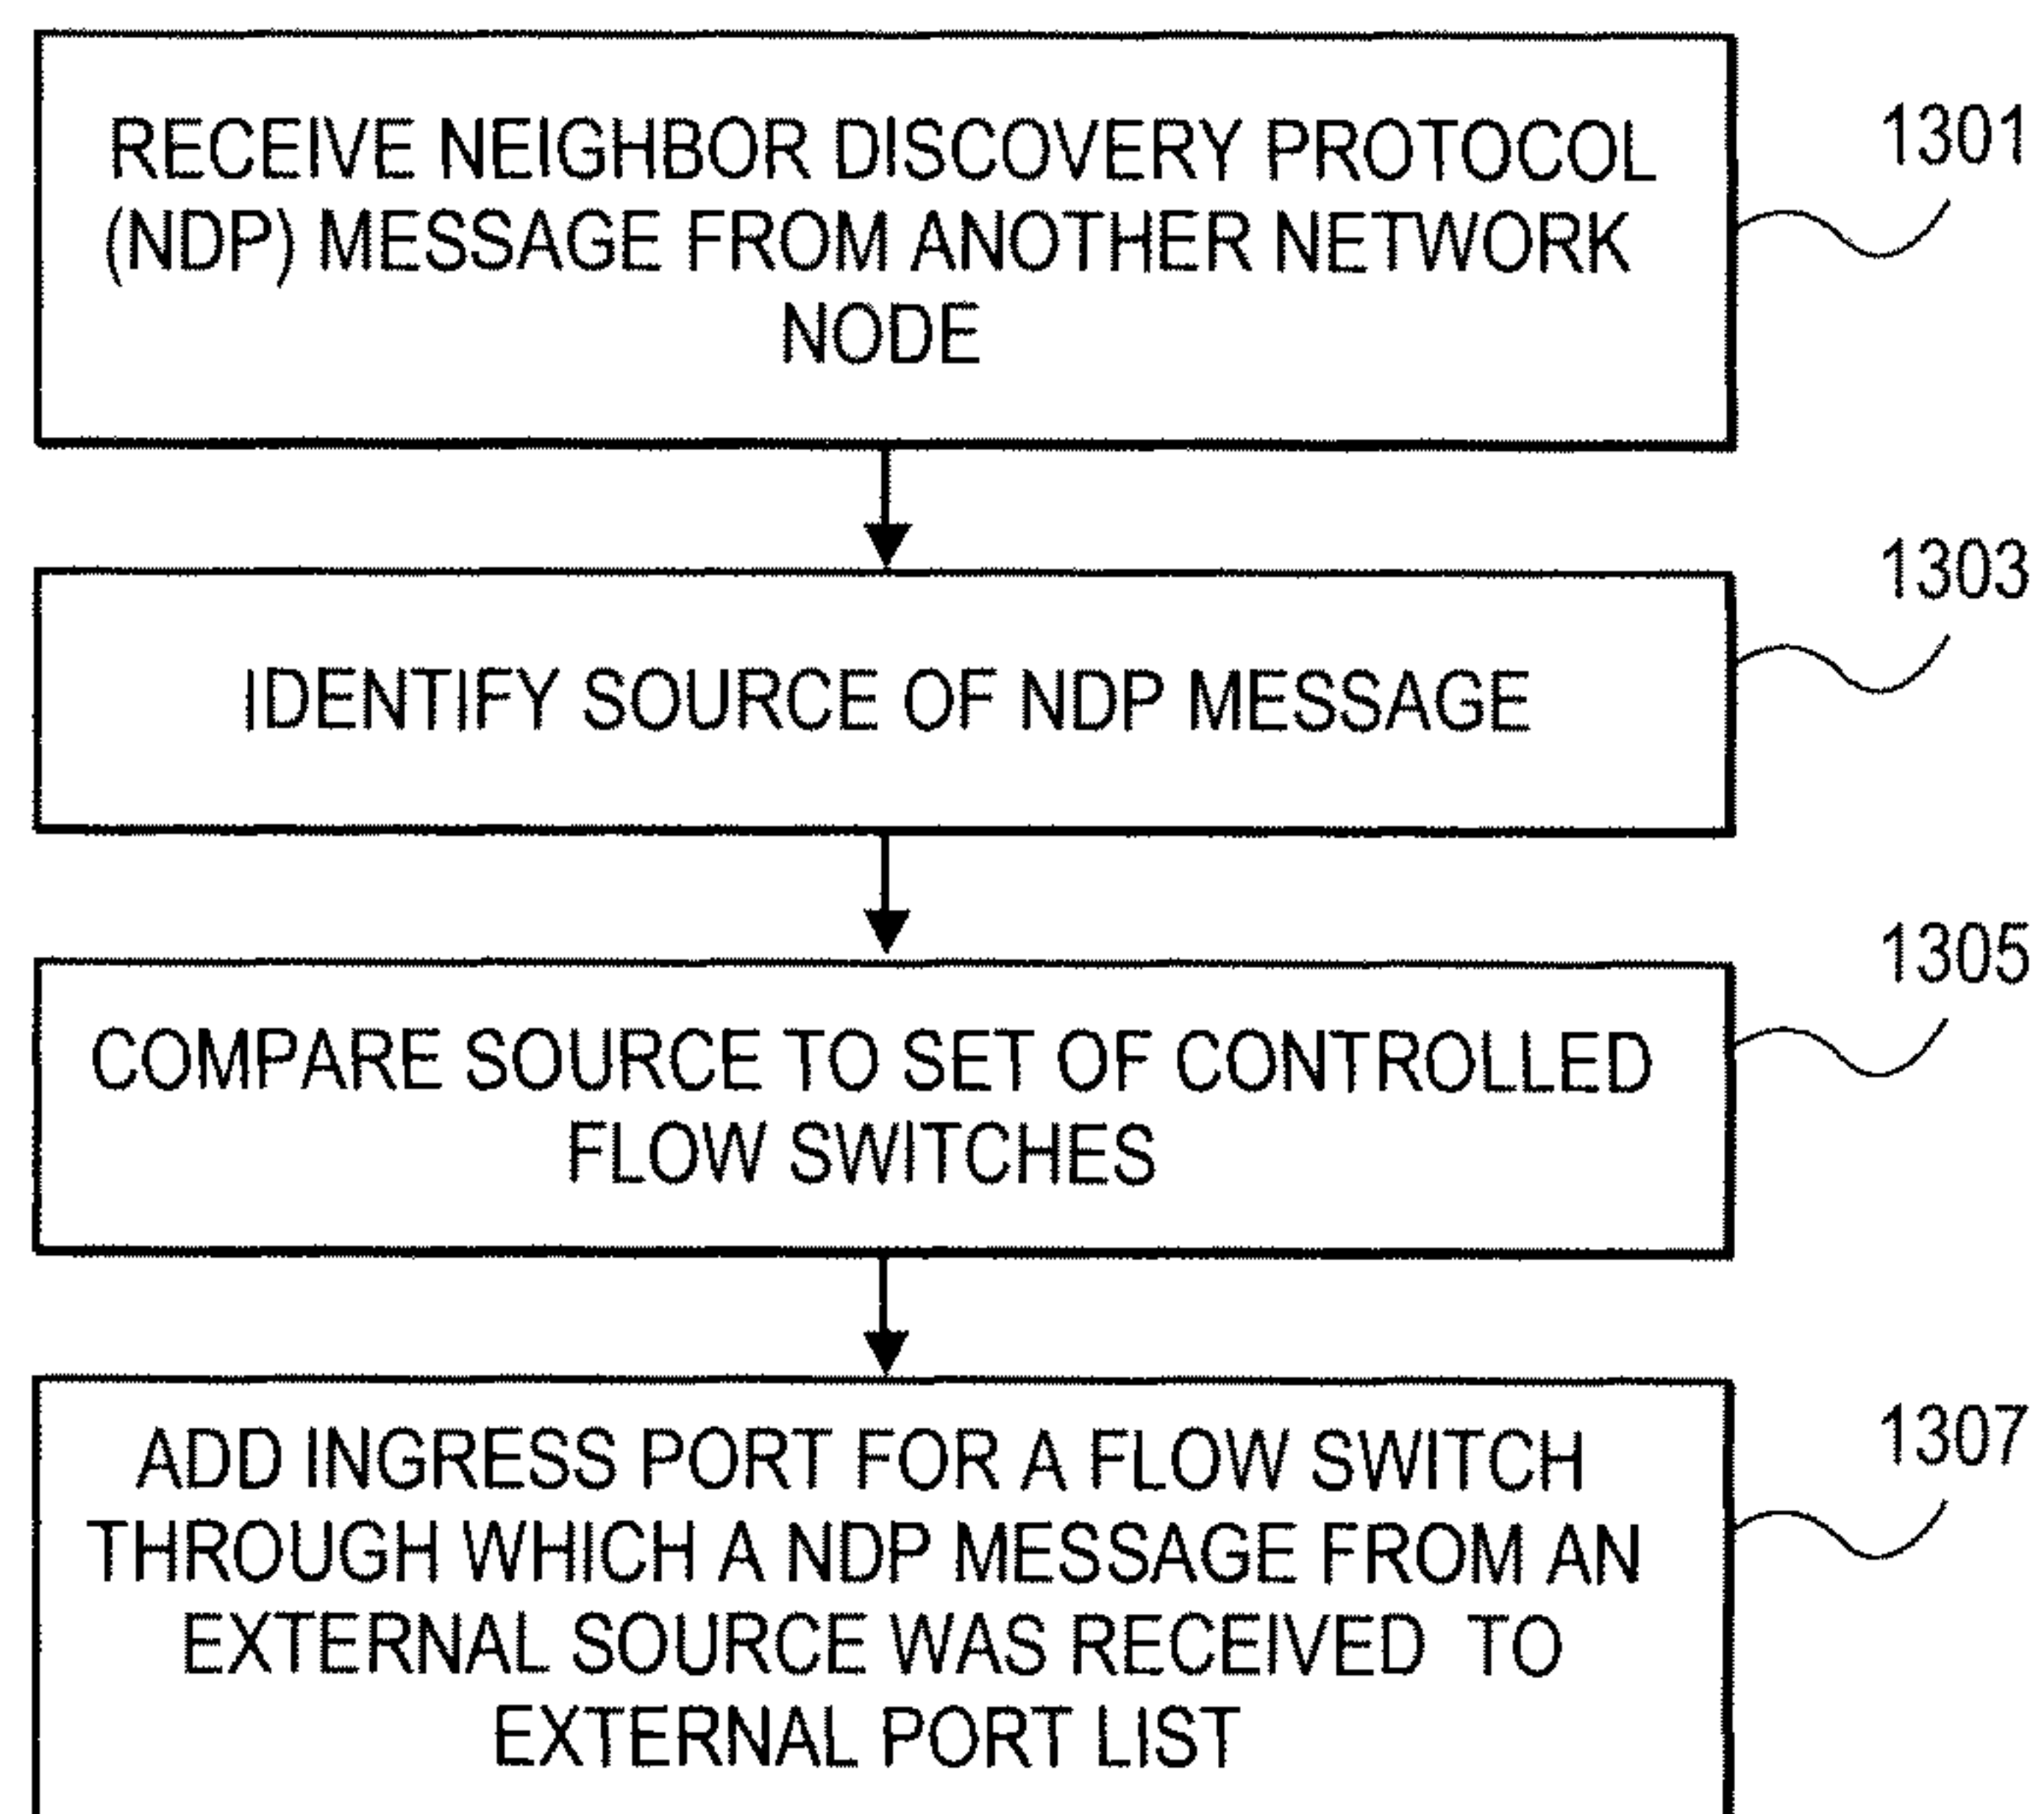 RECEIVE NEIGHBOR DISCOVERY PROTOCOL
(NDP) MESSAGE FROM ANOTHER NETWORK
NODE
1301
IDENTIFY SOURCE OF NDP MESSAGE
1303
COMPARE SOURCE TO SET OF CONTROLLED
FLOW SWITCHES
1305
ADD INGRESS PORT FOR A FLOW SWITCH
THROUGH WHICH A NDP MESSAGE FROM AN
EXTERNAL SOURCE WAS RECEIVED TO
EXTERNAL PORT LIST
1307